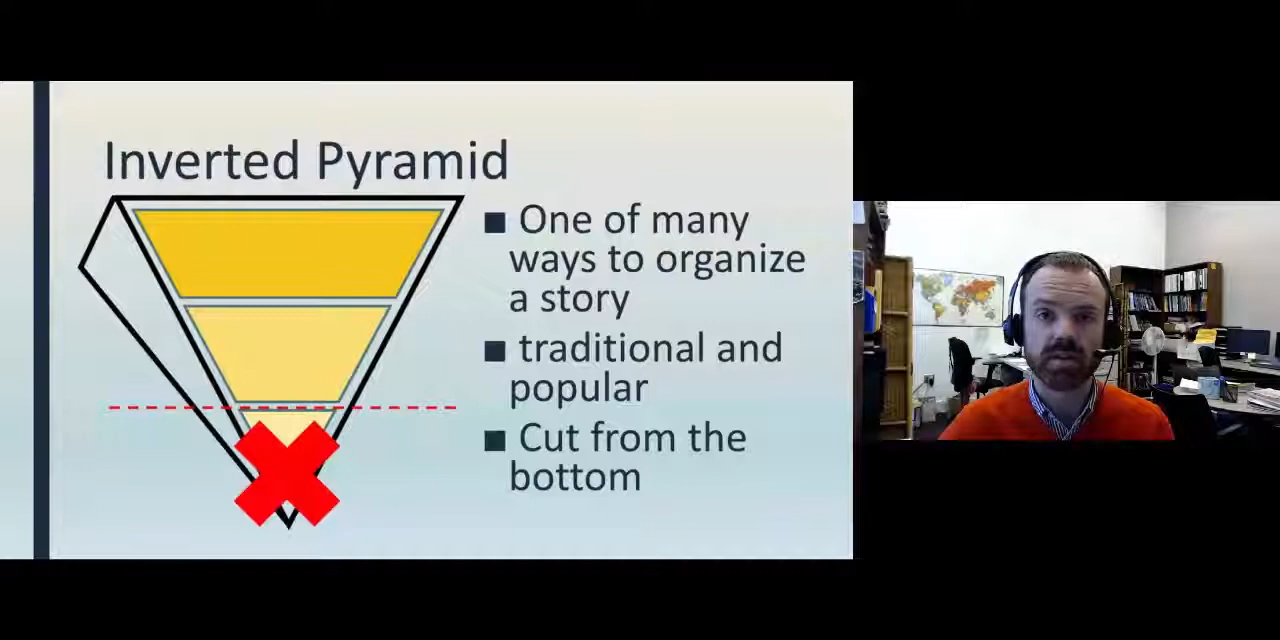 Inverted Pyramid
■ One of many
ways to organize
a story
■ traditional and
popular
■ Cut from the
bottom